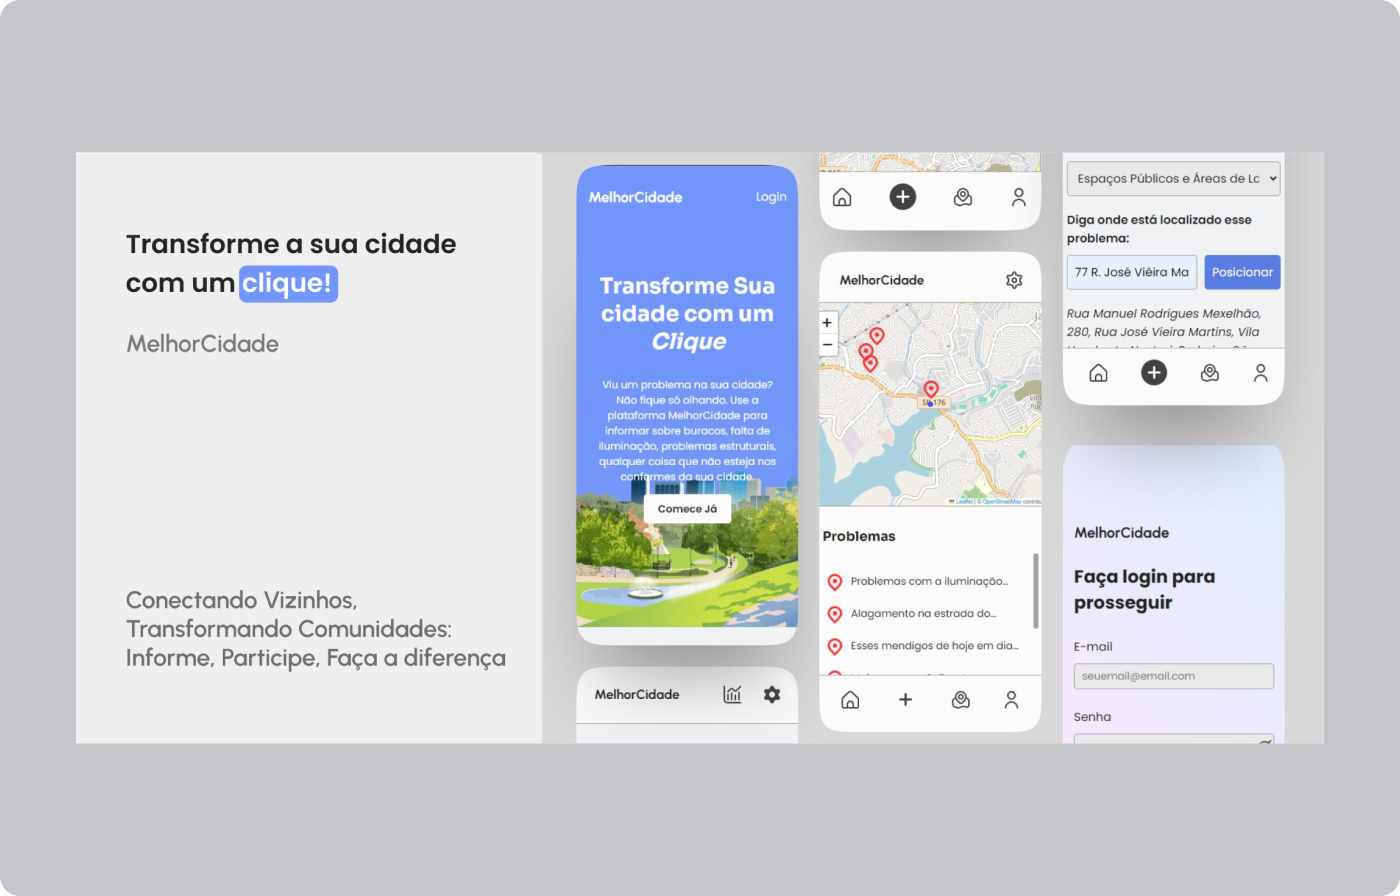 Transforme a sua cidade
com um clique!
MelhorCidade
Conectando Vizinhos,
Transformando Comunidades:
Informe, Participe, Faça a diferença
MelhorCidade
Login
Transforme Sua
cidade com um
Clique
Viu um problema na sua cidade?
Não fique só olhando. Use a
plataforma MelhorCidade para
informar sobre buracos, falta de
iluminação, problemas estruturais,
qualquer coisa que não esteja nos
conformes da sua cidade.
Comece Já
MelhorCidade
MelhorCidade
+
−
SP-176
Leaflet | © OpenStreetMap contrib
Problemas
Problemas com a iluminação...
Alagamento na estrada do...
Esses mendigos de hoje em dia...
Espaços Públicos e Áreas de Lc
Diga onde está localizado esse
problema:
77 R. José Viêira Ma
Posicionar
Rua Manuel Rodrigues Mexelhão,
280, Rua José Vieira Martins, Vila
MelhorCidade
Faça login para
prosseguir
E-mail
seuemail@email.com
Senha